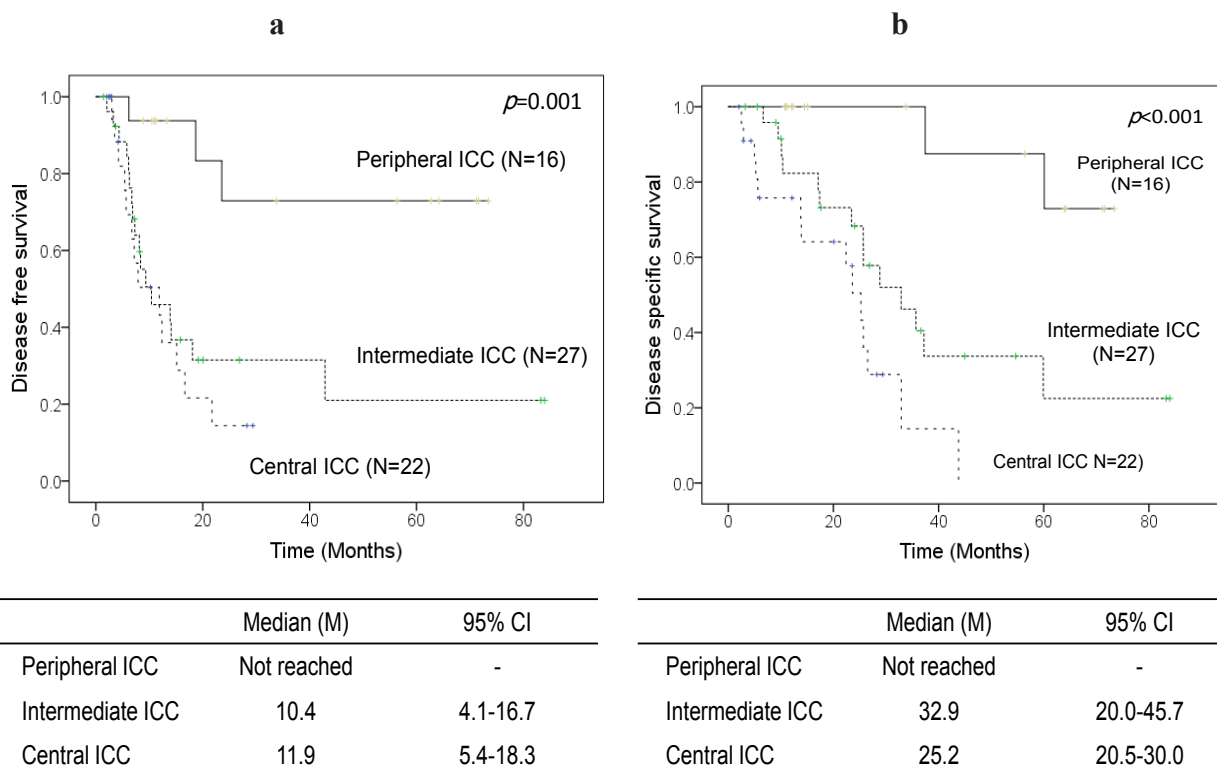 a
1.0
0.8
0.6
0.4
0.2
0.0
Disease free survival
p=0.001
Peripheral ICC (N=16)
Intermediate ICC (N=27)
Central ICC (N=22)
0 20 40 60 80
Time (Months)
Median (M) 95% CI
Peripheral ICC Not reached -
Intermediate ICC 10.4 4.1-16.7
Central ICC 11.9 5.4-18.3
b
1.0
0.8
0.6
0.4
0.2
0.0
Disease specific survival
p<0.001
Peripheral ICC
(N=16)
Intermediate ICC
(N=27)
Central ICC N=22)
0 20 40 60 80
Time (Months)
Median (M) 95% CI
Peripheral ICC Not reached -
Intermediate ICC 32.9 20.0-45.7
Central ICC 25.2 20.5-30.0